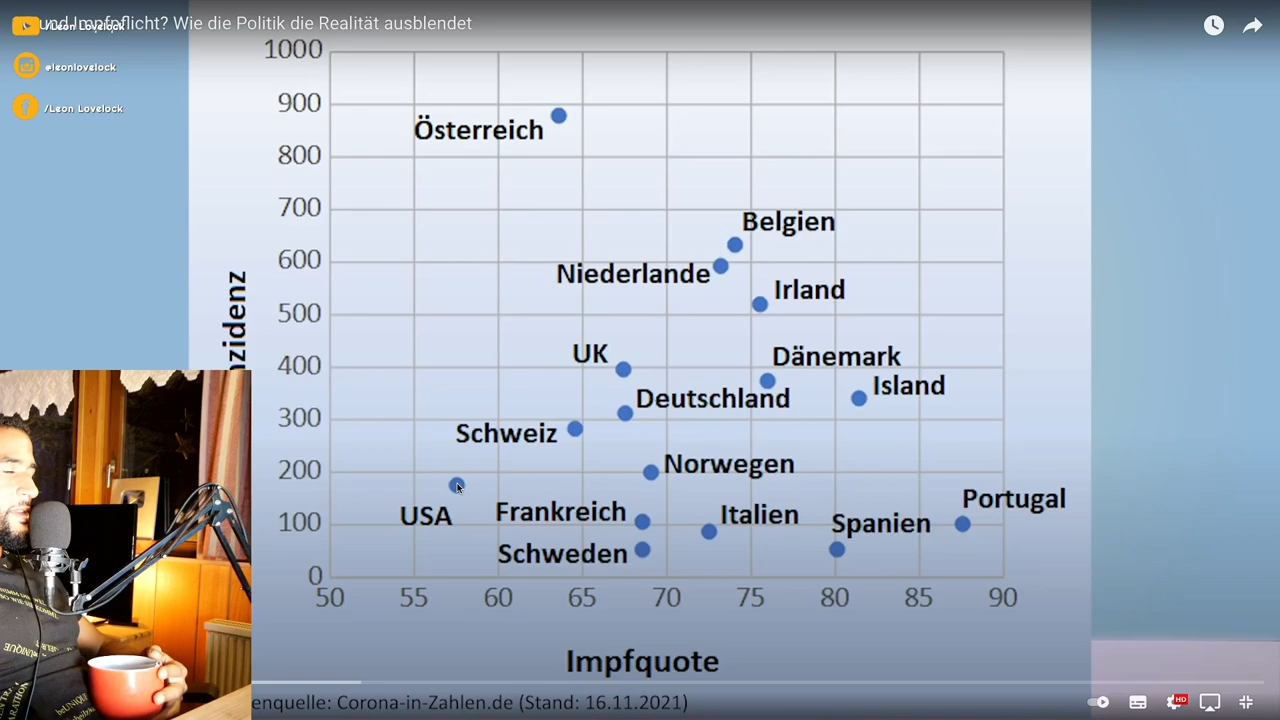 und Impfpflicht? Wie die Politik die Realität ausblendet
/Leon Lovelock
@leonlovelock
/Leon Lovelock
1000
900
800
700
600
500
400
300
200
100
0
Österreich
Belgien
Niederlande
Irland
UK
Dänemark
Island
Deutschland
Schweiz
Norwegen
USA
Frankreich
Italien
Spanien
Portugal
Schweden
50 55 60 65 70 75 80 85 90
nzidenz
Impfquote
enquelle: Corona-in-Zahlen.de (Stand: 16.11.2021)
HD